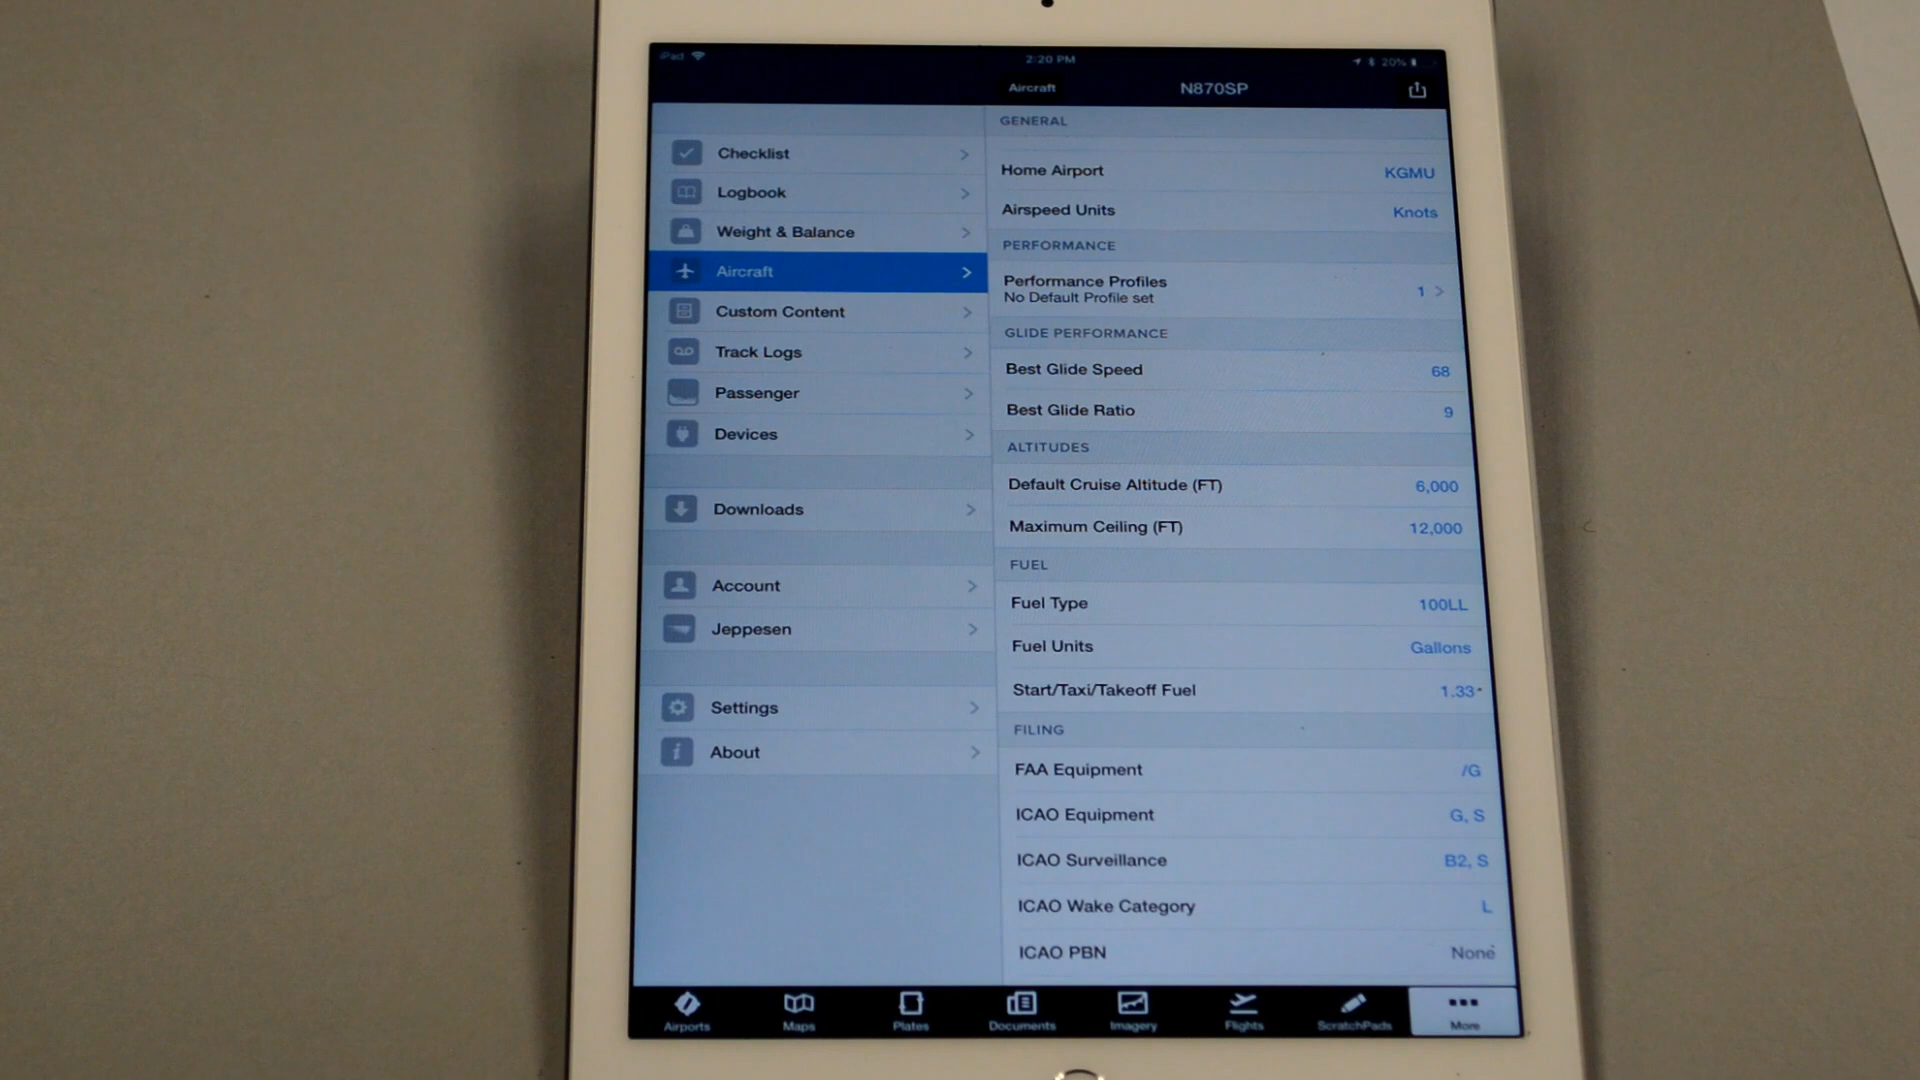 iPad
2:20 PM
20%
Aircraft
N870SP
Checklist
Logbook
Weight & Balance
Aircraft
Custom Content
Track Logs
Passenger
Devices
Downloads
Account
Jeppesen
Settings
About
GENERAL
Home Airport KGMU
Airspeed Units Knots
PERFORMANCE
Performance Profiles 1
No Default Profile set
GLIDE PERFORMANCE
Best Glide Speed 68
Best Glide Ratio 9
ALTITUDES
Default Cruise Altitude (FT) 6,000
Maximum Ceiling (FT) 12,000
FUEL
Fuel Type 100LL
Fuel Units Gallons
Start/Taxi/Takeoff Fuel 1.33
FILING
FAA Equipment /G
ICAO Equipment G, S
ICAO Surveillance B2, S
ICAO Wake Category L
ICAO PBN None
Airports
Maps
Plates
Documents
Imagery
Flights
ScratchPads
More